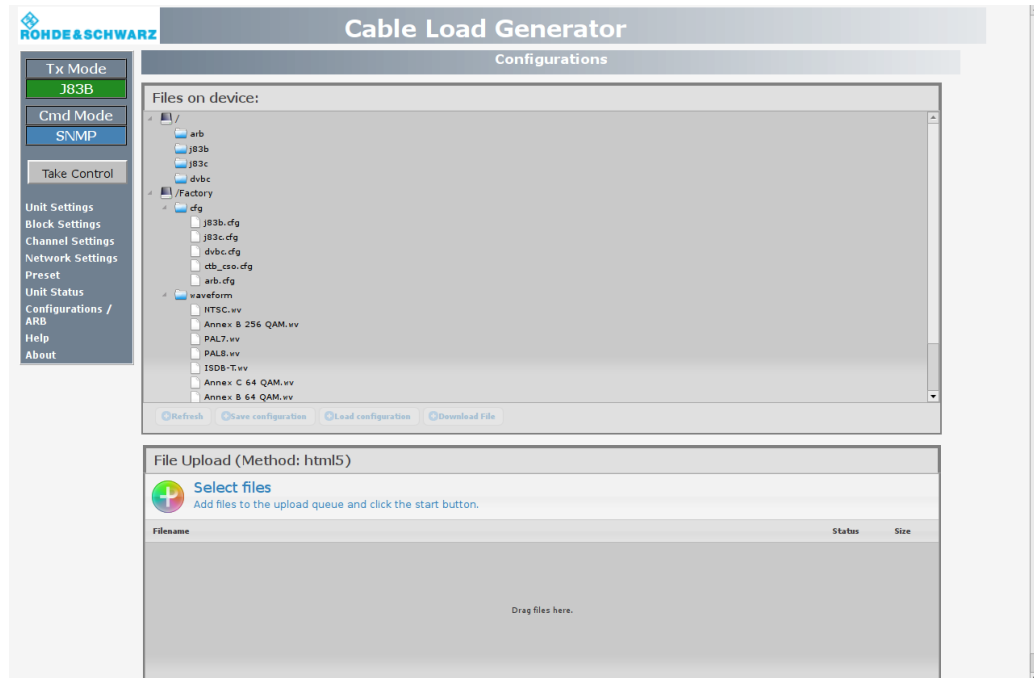 ROHDE&SCHWARZ
Cable Load Generator
Configurations
Tx Mode
J83B
Cmd Mode
SNMP
Take Control
Unit Settings
Block Settings
Channel Settings
Network Settings
Preset
Unit Status
Configurations /
ARB
Help
About
Files on device:
/
arb
j83b
j83c
dvbc
/Factory
cfg
j83b.cfg
j83c.cfg
dvbc.cfg
ctb_cso.cfg
arb.cfg
waveform
NTSC.wv
Annex B 256 QAM.wv
PAL7.wv
PAL8.wv
ISDB-T.wv
Annex C 64 QAM.wv
Annex B 64 QAM.wv
Refresh Save configuration Load configuration Download File
File Upload (Method: html5)
Select files
Add files to the upload queue and click the start button.
Filename Status Size
Drag files here.